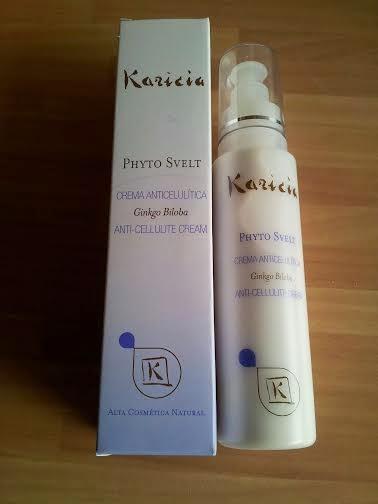 Karicia
PHYTO SVELT
CREMA ANTICELULÍTICA
Ginkgo Biloba
ANTI-CELLULITE CREAM
K
ALTA COSMÉTICA NATURAL
Karicia
PHYTO SVELT
CREMA ANTICELULÍTICA
Ginkgo Biloba
ANTI-CELLULITE CREAM
K